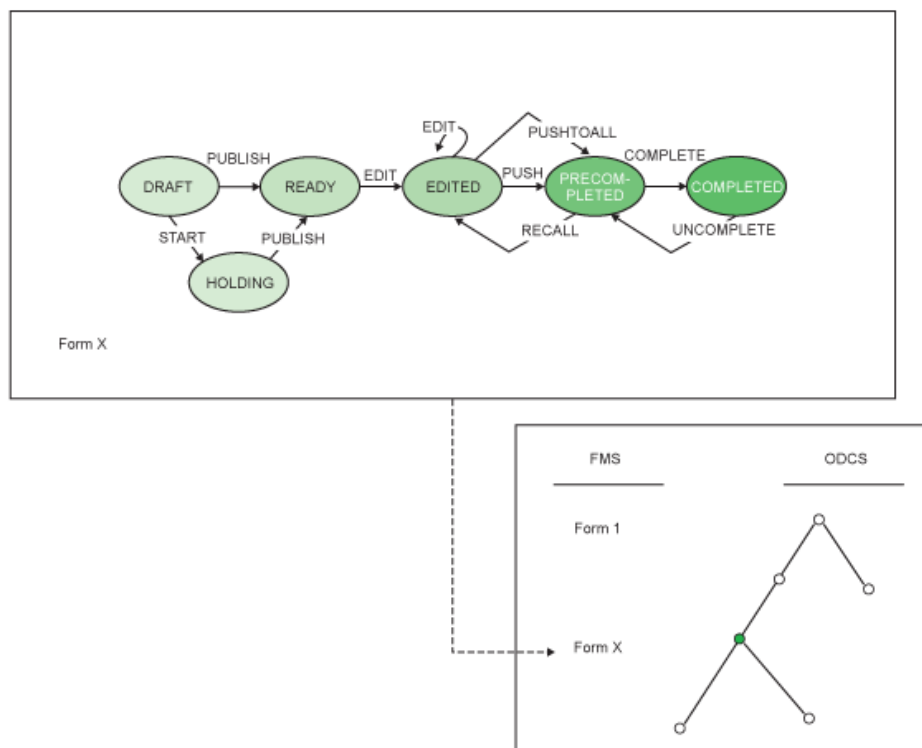 EDIT
PUSHTOALL
PUBLISH
COMPLETE
EDIT
PUSH
DRAFT
READY
EDITED
PRECOM-
PLETED
COMPLETED
START
PUBLISH
RECALL
UNCOMPLETE
HOLDING
Form X
FMS
ODCS
Form 1
Form X